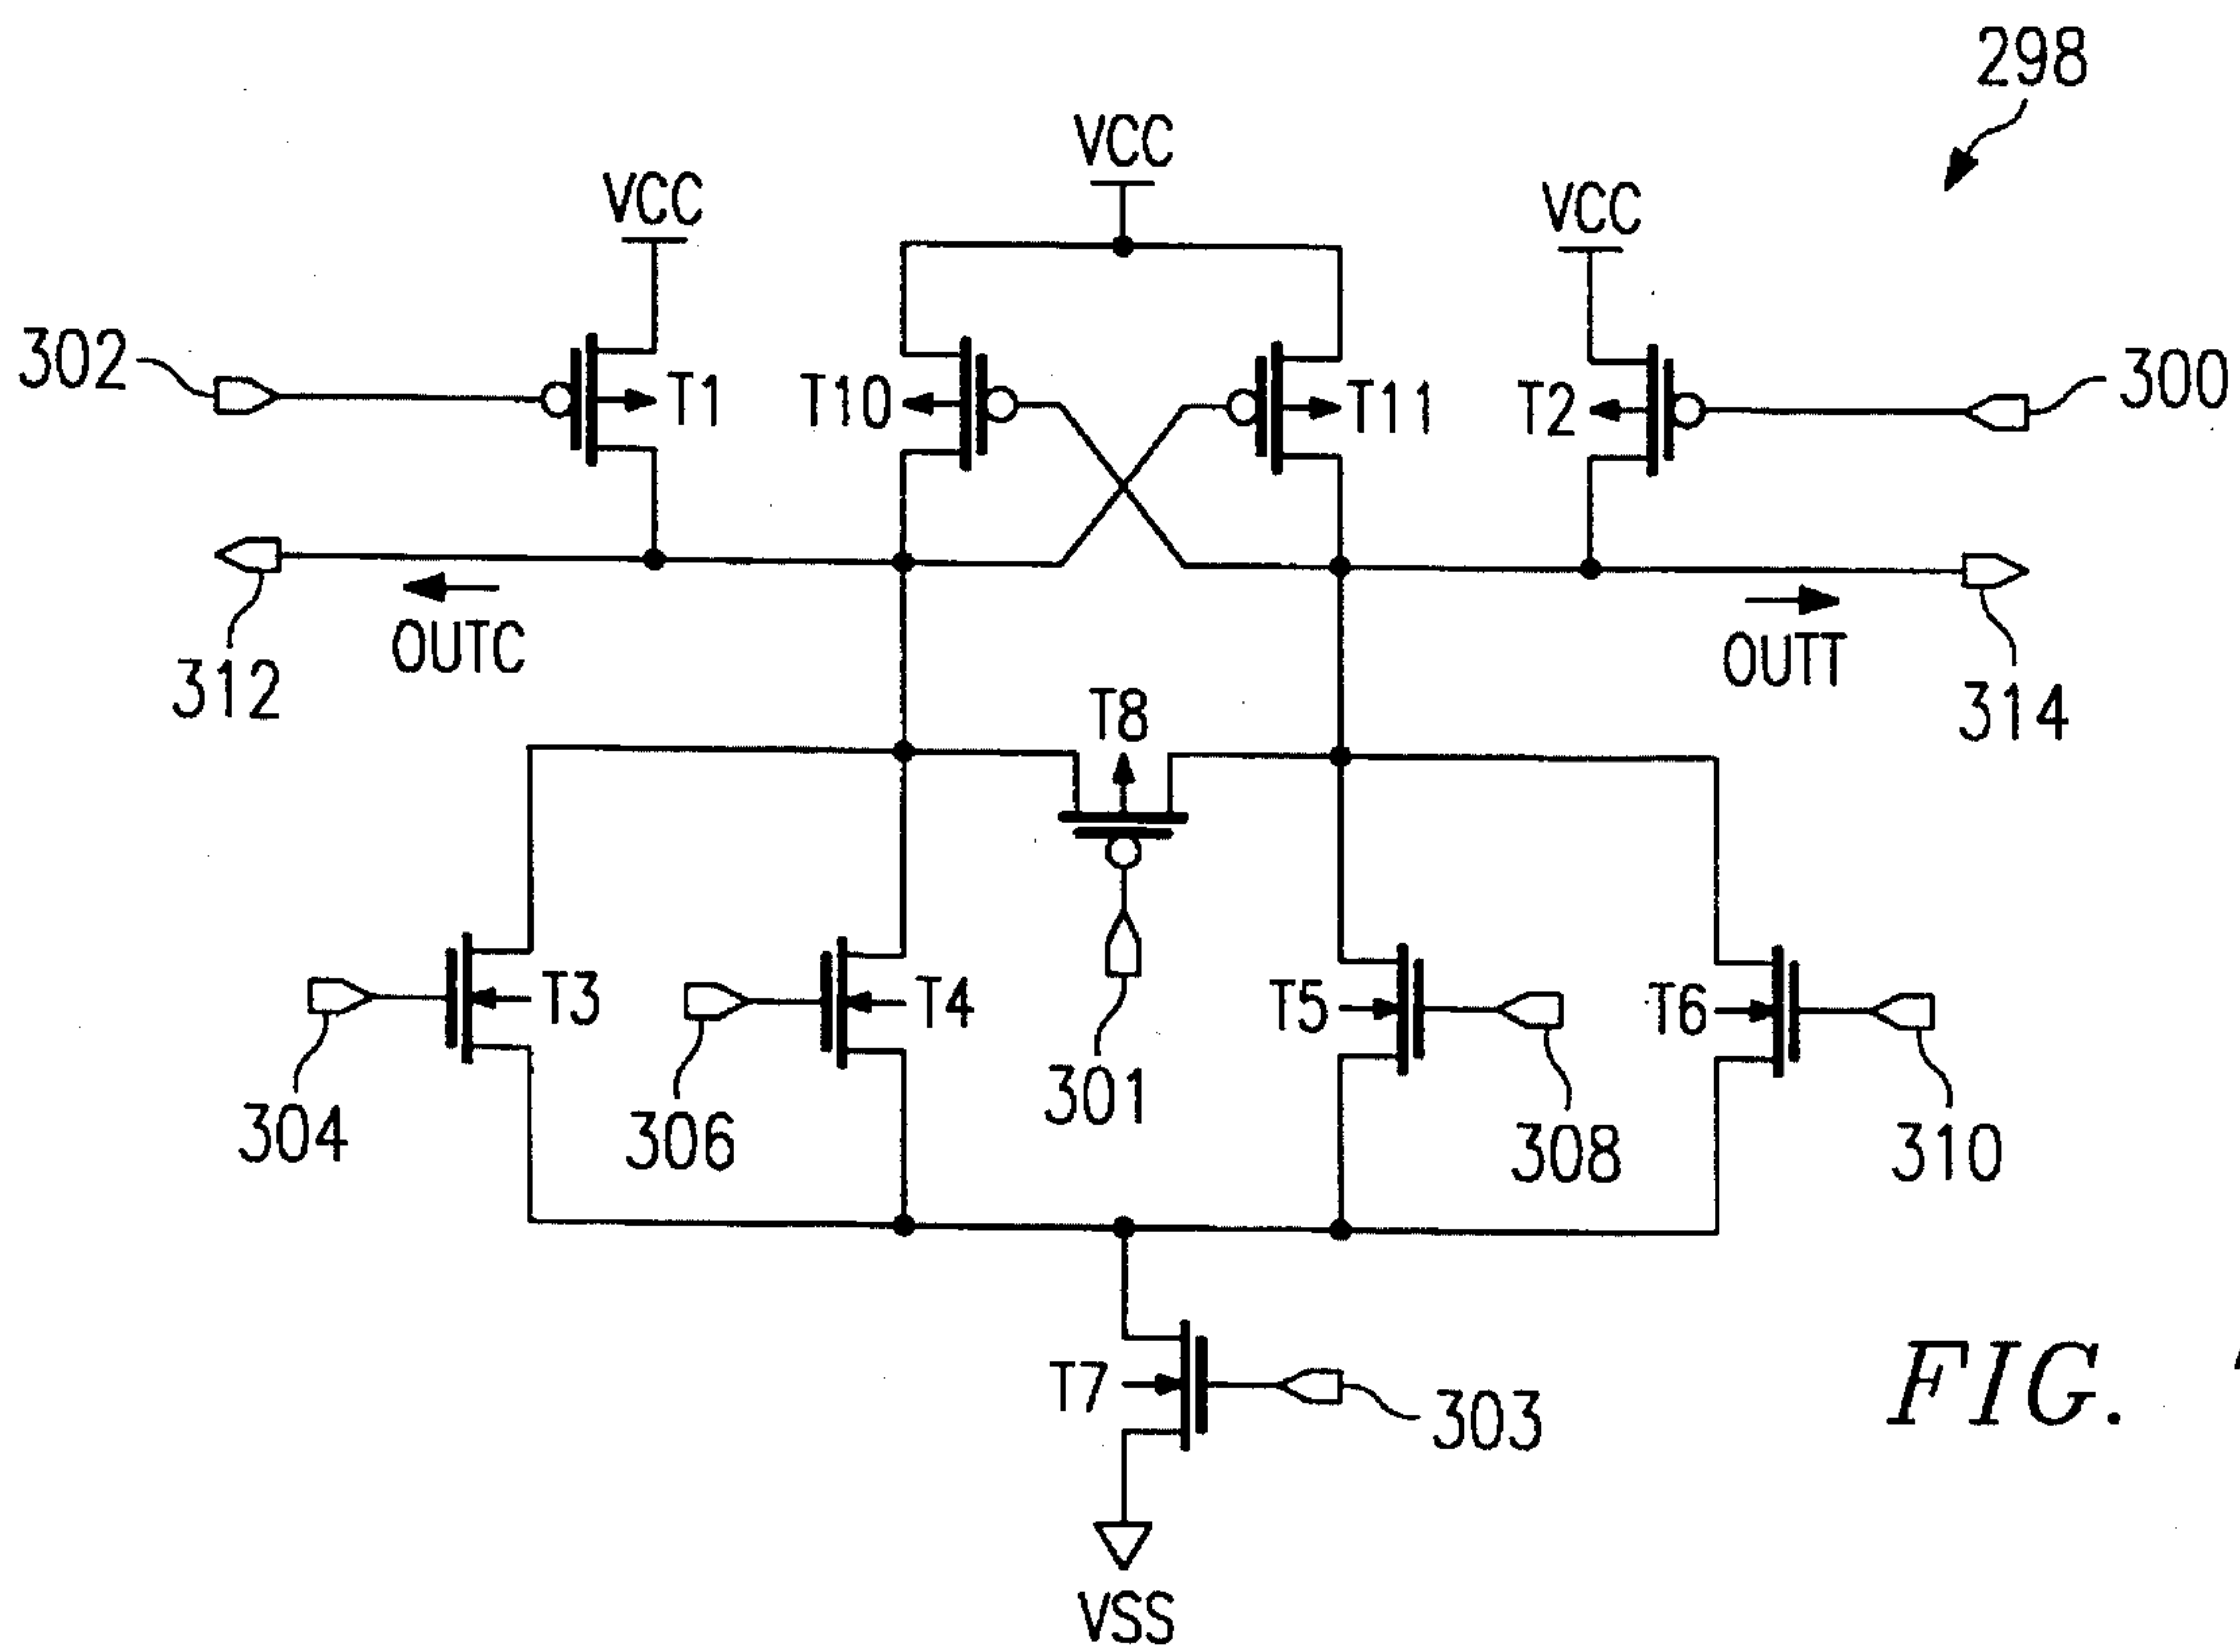 298
VCC
VCC
VCC
302
T1
T10
T11
T2
300
OUTC
OUTT
312
314
T8
T3
T4
T5
T6
304
306
301
308
310
T7
303
FIG.
VSS